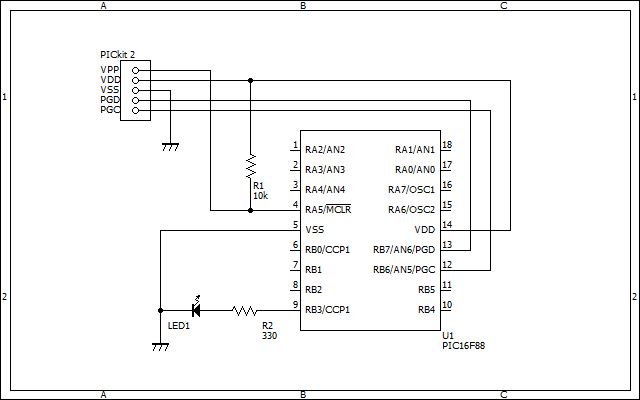 A B C
PICkit 2
VPP
VDD
VSS
PGD
PGC
1 1
R1
10k
1 RA2/AN2 RA1/AN1 18
2 RA3/AN3 RA0/AN0 17
3 RA4/AN4 RA7/OSC1 16
4 RA5/MCLR RA6/OSC2 15
5 VSS VDD 14
6 RB0/CCP1 RB7/AN6/PGD 13
7 RB1 RB6/AN5/PGC 12
8 RB2 RB5 11
9 RB3/CCP1 RB4 10
2 2
LED1
R2
330
U1
PIC16F88
A B C